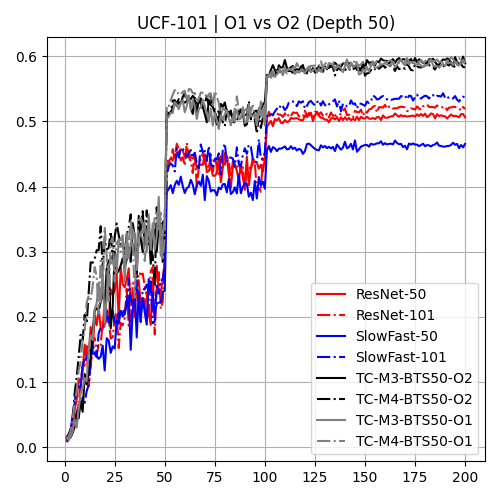 UCF-101 | O1 vs O2 (Depth 50)
0.6
0.5
0.4
0.3
0.2
0.1
0.0
ResNet-50
ResNet-101
SlowFast-50
SlowFast-101
TC-M3-BTS50-O2
TC-M4-BTS50-O2
TC-M3-BTS50-O1
TC-M4-BTS50-O1
0 25 50 75 100 125 150 175 200